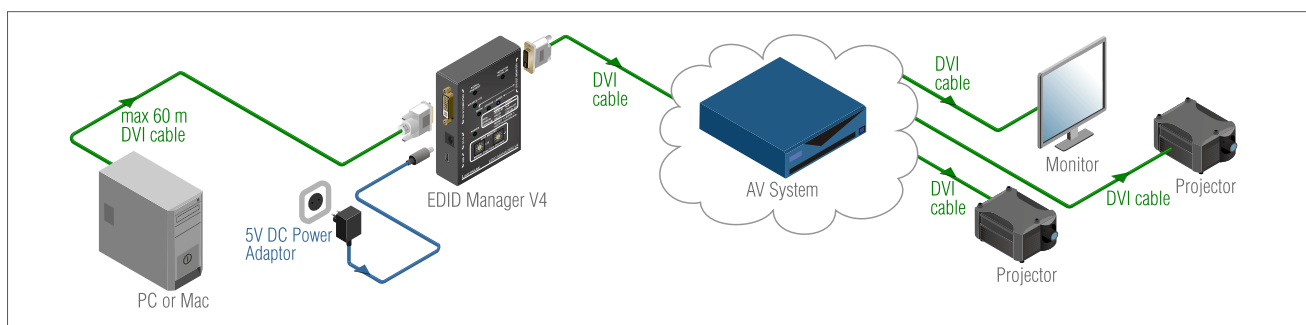 max 60 m
DVI cable
PC or Mac
5V DC Power
Adaptor
EDID Manager V4
DVI
cable
AV System
DVI
cable
Monitor
DVI
cable
Projector
DVI cable
Projector